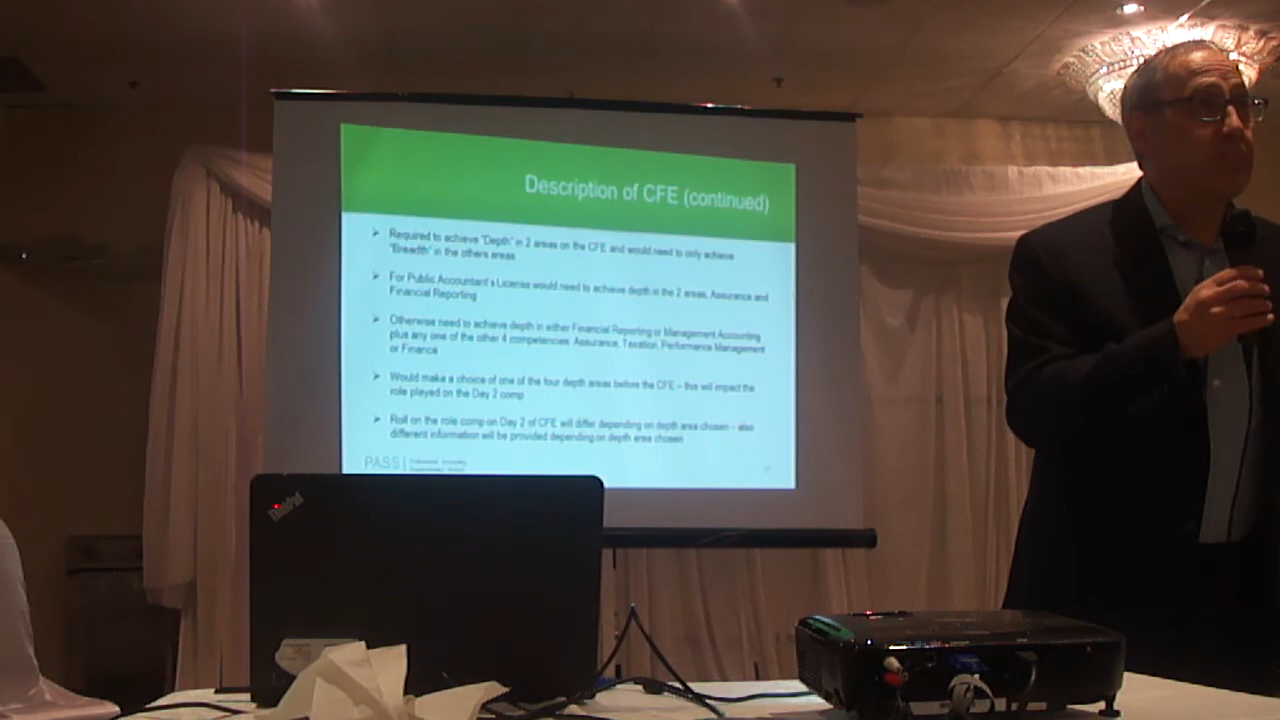 Description of CFE (continued)
Required to achieve "Depth" in 2 areas on the CFE and would need to only achieve
"Breadth" in the others areas
For Public Accountant's License would need to achieve depth in the 2 areas, Assurance and
Financial Reporting
Otherwise need to achieve depth in either Financial Reporting or Management Accounting
plus any one of the other 4 competencies: Assurance, Taxation, Performance Management
or Finance
Would make a choice of one of the four depth areas before the CFE – this will impact the
role played on the Day 2 comp
Roll on the role comp on Day 2 of CFE will differ depending on depth area chosen – also
different information will be provided depending on depth area chosen
PASS
ThinkPad